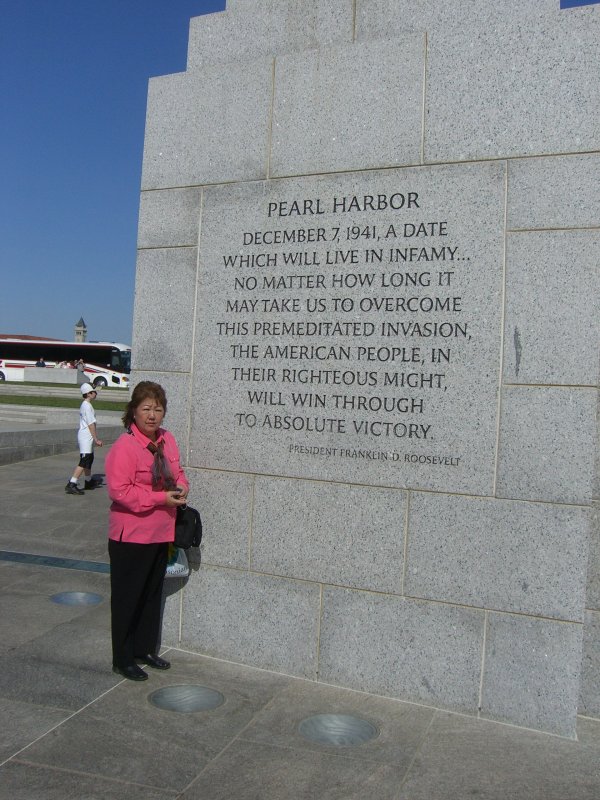 PEARL HARBOR
DECEMBER 7, 1941, A DATE
WHICH WILL LIVE IN INFAMY...
NO MATTER HOW LONG IT
MAY TAKE US TO OVERCOME
THIS PREMEDITATED INVASION,
THE AMERICAN PEOPLE, IN
THEIR RIGHTEOUS MIGHT,
WILL WIN THROUGH
TO ABSOLUTE VICTORY.
PRESIDENT FRANKLIN D. ROOSEVELT